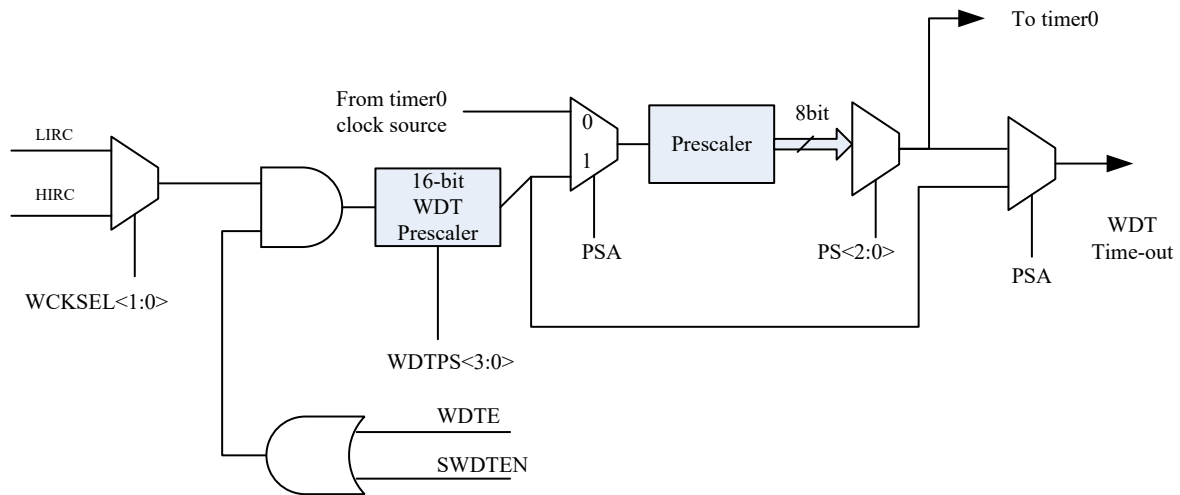 To timer0
From timer0
clock source
0
1
Prescaler
8bit
LIRC
HIRC
16-bit
WDT
Prescaler
PSA
PS<2:0>
WDT
Time-out
PSA
WCKSEL<1:0>
WDTPS<3:0>
WDTE
SWDTEN